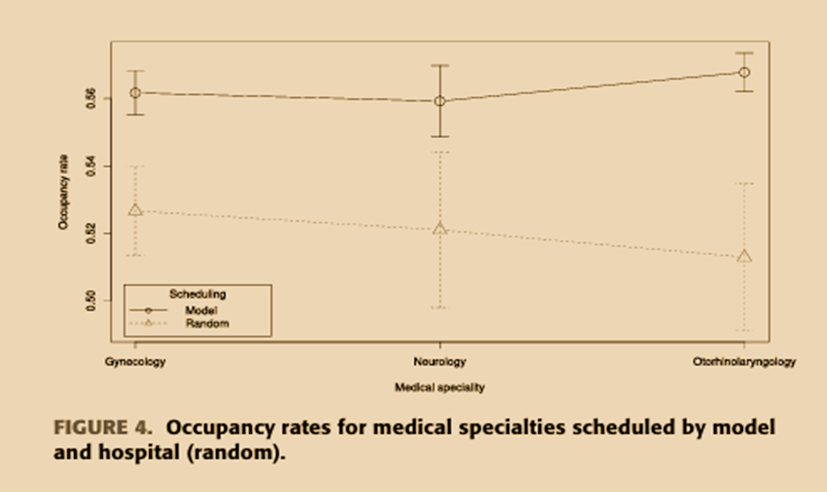 0.56
0.54
0.52
0.50
Occupancy rate
Scheduling
Model
Random
Gynecology Neurology Otorhinolaryngology
Medical speciality
FIGURE 4. Occupancy rates for medical specialties scheduled by model
and hospital (random).